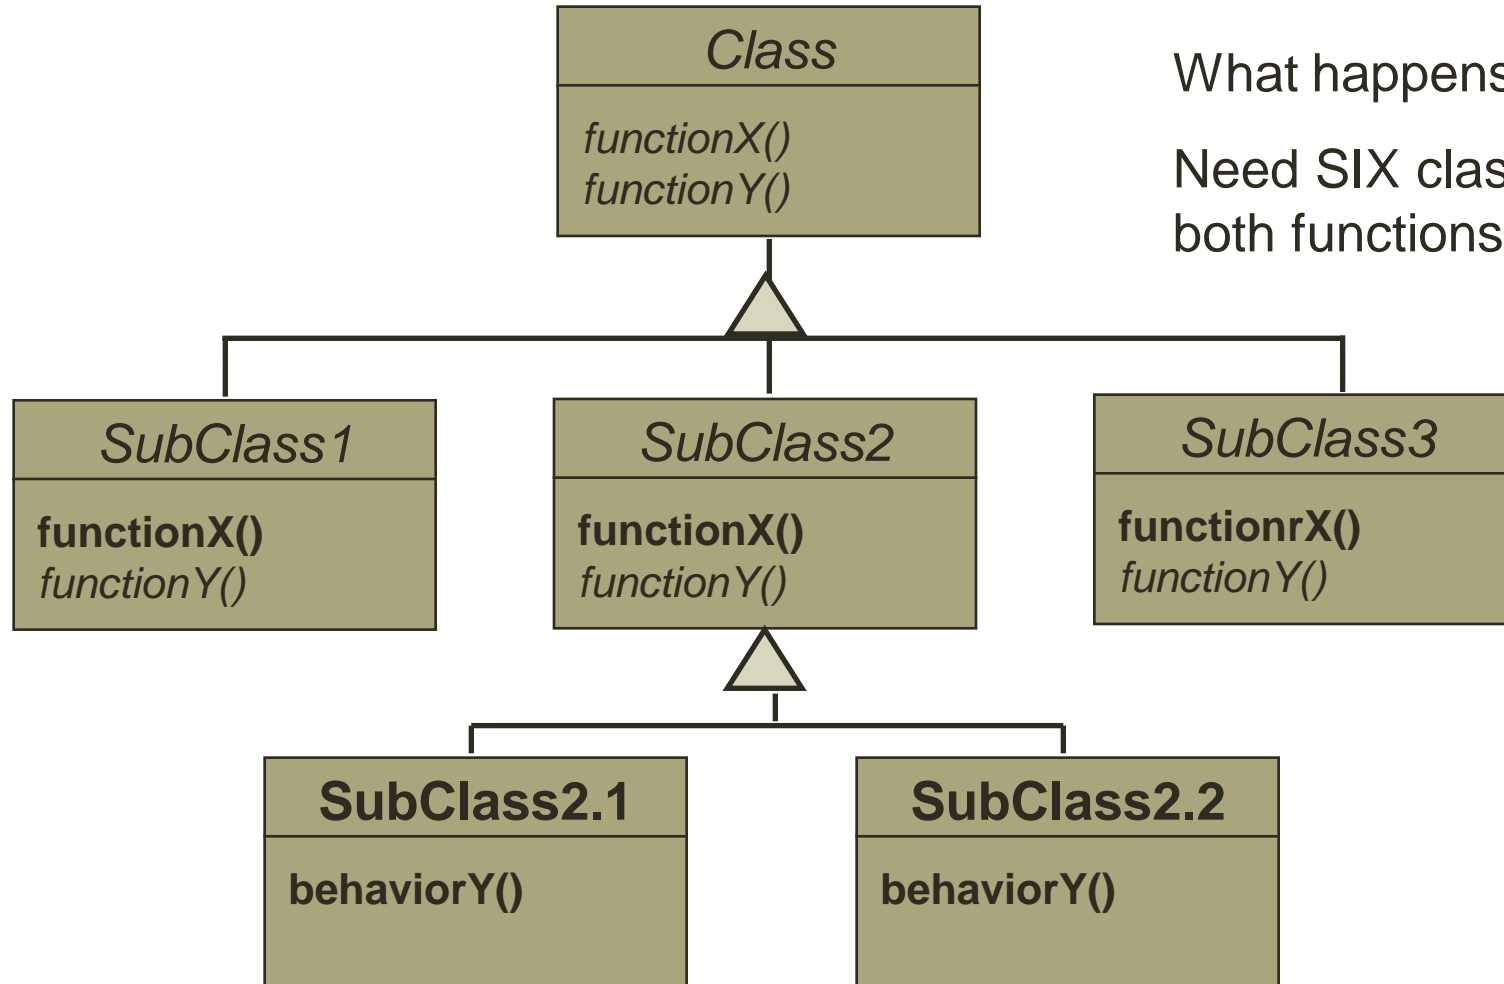 Class
functionX()
functionY()
What happens
Need SIX clas
both functions
SubClass1
functionX()
functionY()
SubClass2
functionX()
functionY()
SubClass3
functionrX()
functionY()
SubClass2.1
behaviorY()
SubClass2.2
behaviorY()